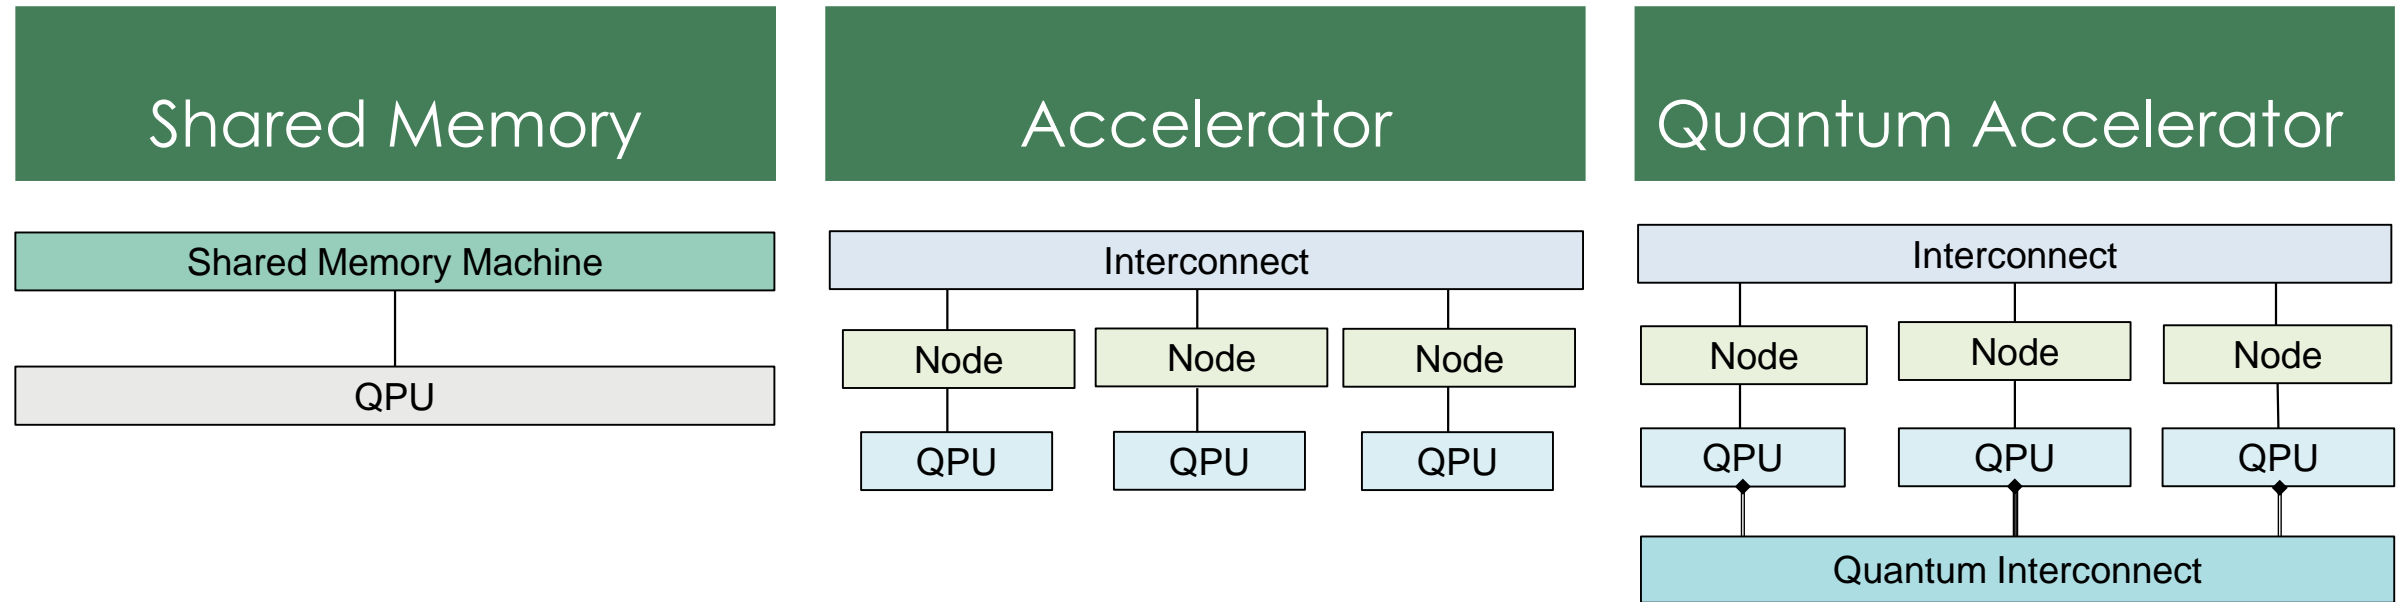 Shared Memory
Accelerator
Quantum Accelerator
Shared Memory Machine
QPU
Interconnect
Node
Node
Node
QPU
QPU
QPU
Interconnect
Node
Node
Node
QPU
QPU
QPU
Quantum Interconnect